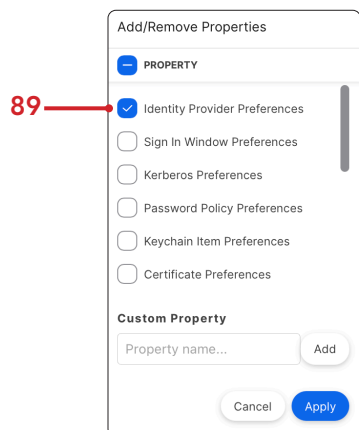 Add/Remove Properties
PROPERTY
89
Identity Provider Preferences
Sign In Window Preferences
Kerberos Preferences
Password Policy Preferences
Keychain Item Preferences
Certificate Preferences
Custom Property
Property name... Add
Cancel Apply